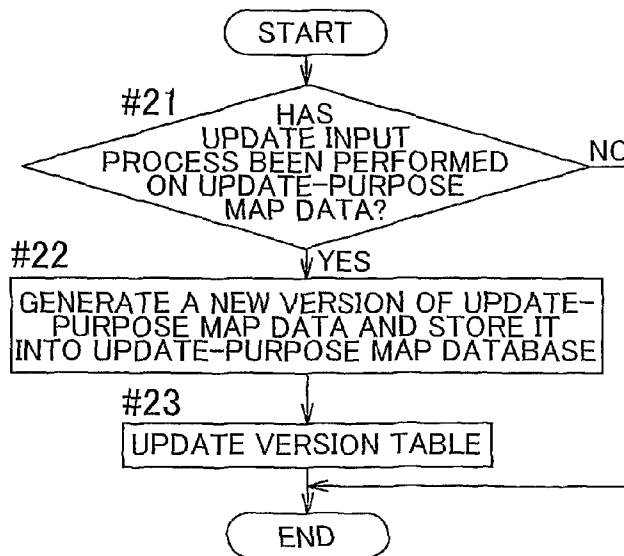 START
#21
HAS
UPDATE INPUT
PROCESS BEEN PERFORMED
ON UPDATE-PURPOSE
MAP DATA?
NO
YES
#22
GENERATE A NEW VERSION OF UPDATE-
PURPOSE MAP DATA AND STORE IT
INTO UPDATE-PURPOSE MAP DATABASE
#23
UPDATE VERSION TABLE
END